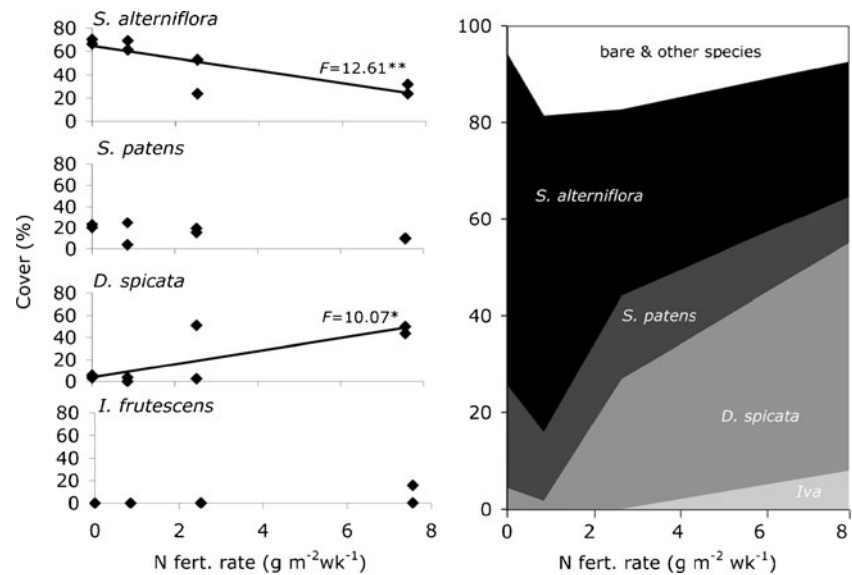 S. alterniflora
80
60
40
20
0
F=12.61**
S. patens
80
60
40
20
0
D. spicata
80
60
40
20
0
F=10.07*
I. frutescens
80
60
40
20
0
0 2 4 6 8
N fert. rate (g m-2wk-1)
Cover (%)
100
80
60
40
20
0
bare & other species
S. alterniflora
S. patens
D. spicata
Iva
0 2 4 6 8
N fert. rate (g m-2 wk-1)